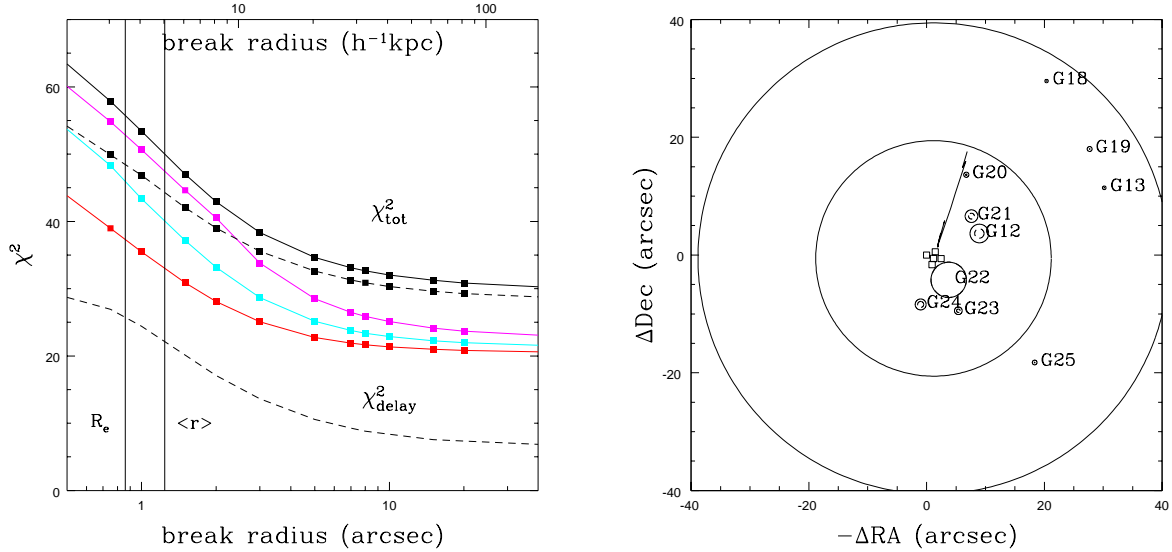 10 100
break radius (h⁻¹kpc)
60
40
20
0
χ²
χ²tot
χ²delay
Rₑ
<r>
1 10
break radius (arcsec)
40
20
0
−20
−40
ΔDec (arcsec)
G18
G19
G13
G20
G21
G12
G22
G24
G23
G25
−40 −20 0 20 40
−ΔRA (arcsec)